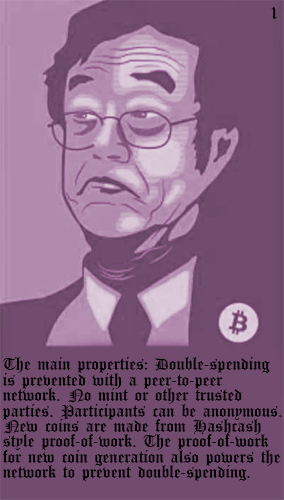 1
The main properties: Double-spending
is prevented with a peer-to-peer
network. No mint or other trusted
parties. Participants can be anonymous.
New coins are made from Hashcash
style proof-of-work. The proof-of-work
for new coin generation also powers the
network to prevent double-spending.